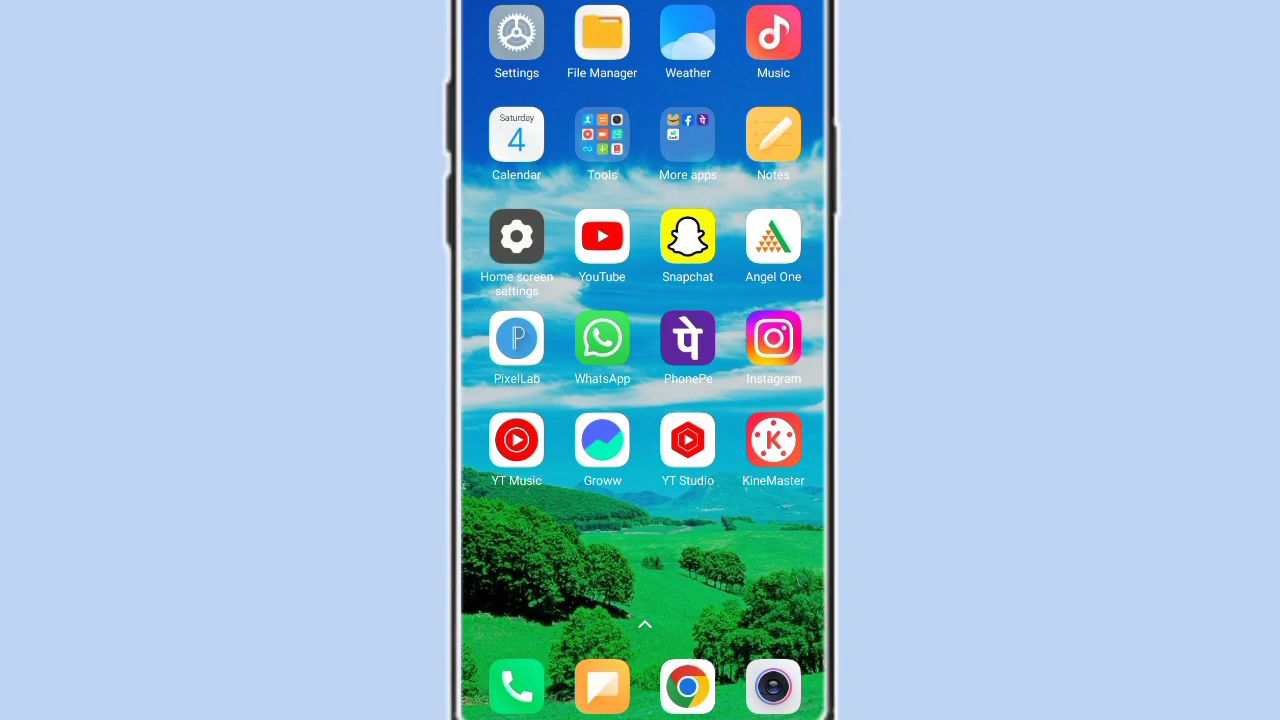 Settings
File Manager
Weather
Music
Saturday
4
Calendar
Tools
More apps
Notes
Home screen
settings
YouTube
Snapchat
Angel One
P
PixelLab
WhatsApp
पे
PhonePe
Instagram
YT Music
Groww
YT Studio
K
KineMaster